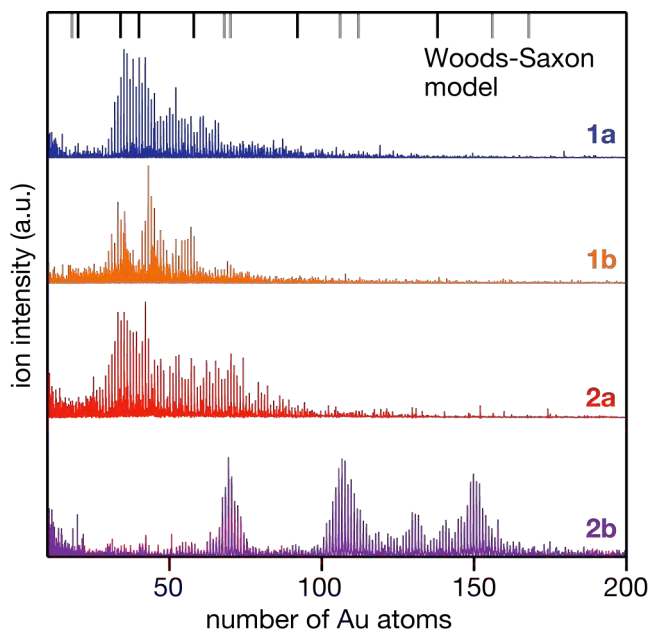 Woods-Saxon
model
1a
1b
2a
2b
ion intensity (a.u.)
50 100 150 200
number of Au atoms